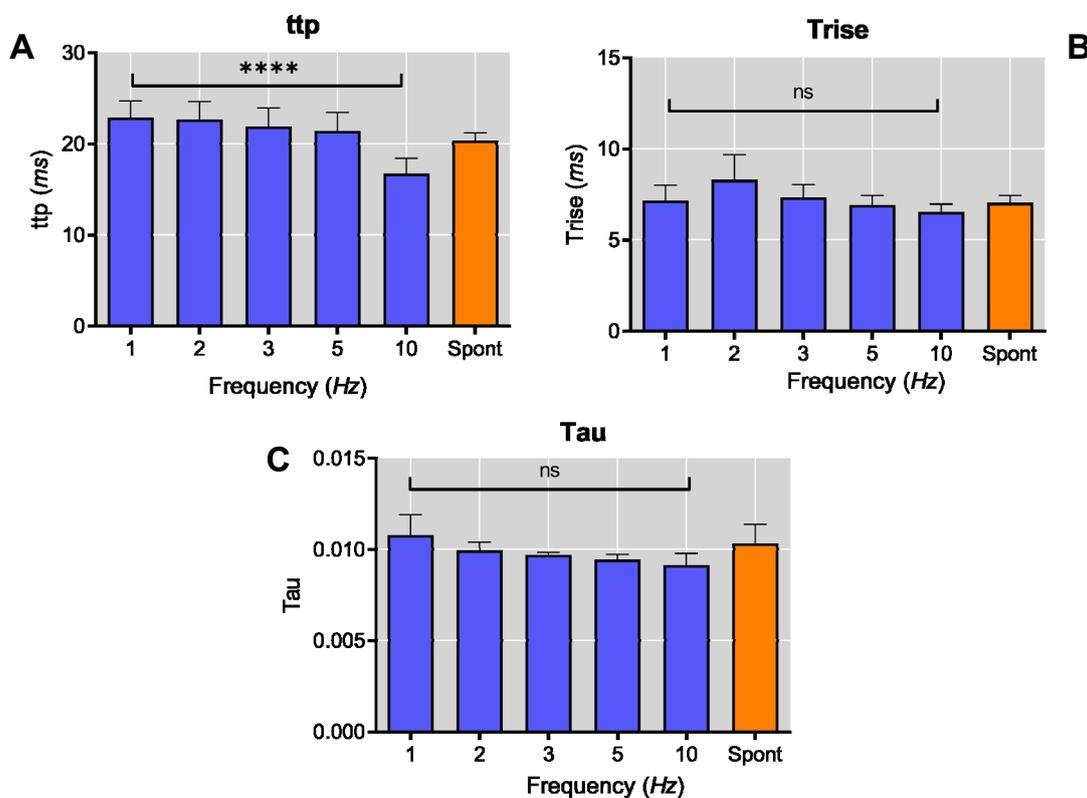 A
ttp
30
20
10
0
ttp (ms)
****
1 2 3 5 10 Spont
Frequency (Hz)
B
Trise
15
10
5
0
Trise (ms)
ns
1 2 3 5 10 Spont
Frequency (Hz)
C
Tau
0.015
0.010
0.005
0.000
Tau
ns
1 2 3 5 10 Spont
Frequency (Hz)